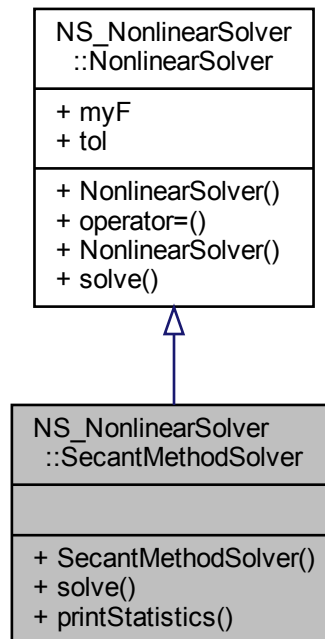 NS_NonlinearSolver
::NonlinearSolver
+ myF
+ tol
+ NonlinearSolver()
+ operator=()
+ NonlinearSolver()
+ solve()
NS_NonlinearSolver
::SecantMethodSolver
+ SecantMethodSolver()
+ solve()
+ printStatistics()